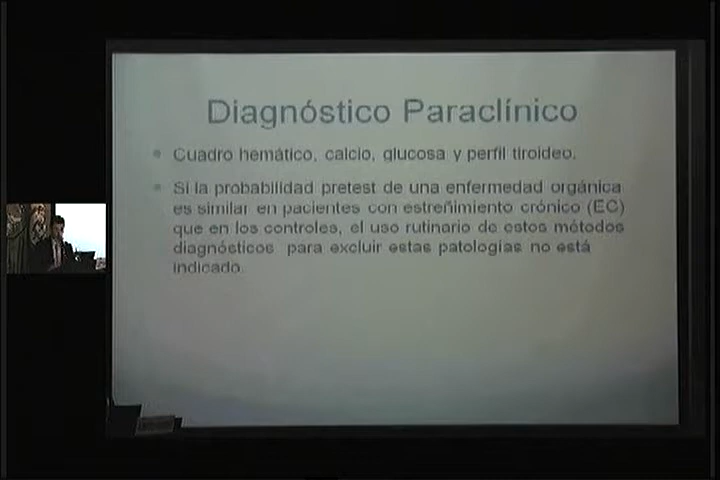 Diagnóstico Paraclínico
Cuadro hemático, calcio, glucosa y perfil tiroideo.
Si la probabilidad pretest de una enfermedad orgánica
es similar en pacientes con estreñimiento crónico (EC)
que en los controles, el uso rutinario de estos métodos
diagnósticos para excluir estas patologías no está
indicado.